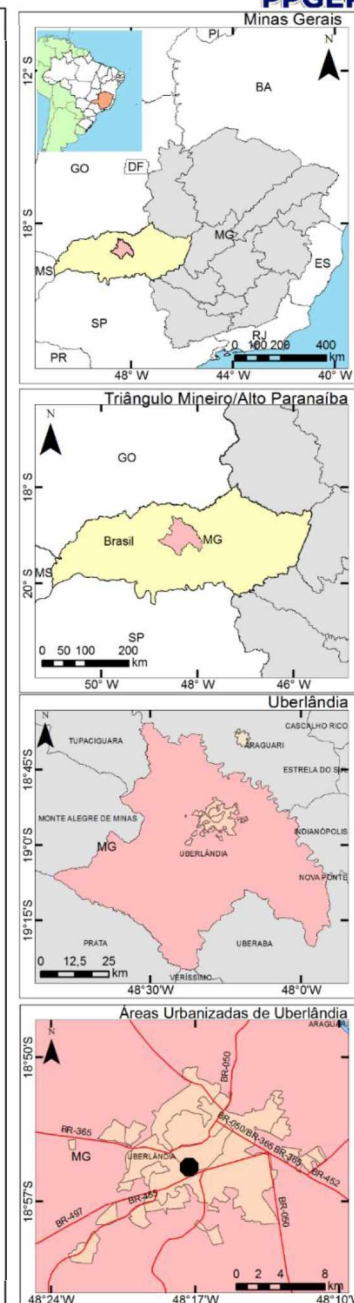 Minas Gerais
PI
12° S
BA
GO
DF
18° S
MG
MS
ES
SP
RJ
0 100 200 400
km
PR
48° W 44° W 40° W
Triângulo Mineiro/Alto Paranaíba
N
GO
18° S
Brasil
MG
MS
20° S
SP
0 50 100 200
km
50° W 48° W 46° W
Uberlândia
N
CASCALHO RICO
TUPACIGUARA
ARAGUARI
18°45'S
ESTRELA DO SUL
MONTE ALEGRE DE MINAS
INDIANÓPOLIS
19°0'S
MG
UBERLÂNDIA
NOVA PONTE
19°15'S
PRATA
UBERABA
0 12,5 25
km
VERÍSSIMO
48°30'W 48°0'W
Áreas Urbanizadas de Uberlândia
N
ARAGUARI
18°50'S
BR-050
BR-365
BR-050/BR-365
BR-365
BR-452
MG
UBERLÂNDIA
18°57'S
BR-497
BR-050
0 2 4 8
km
48°24'W 48°17'W 48°10'W